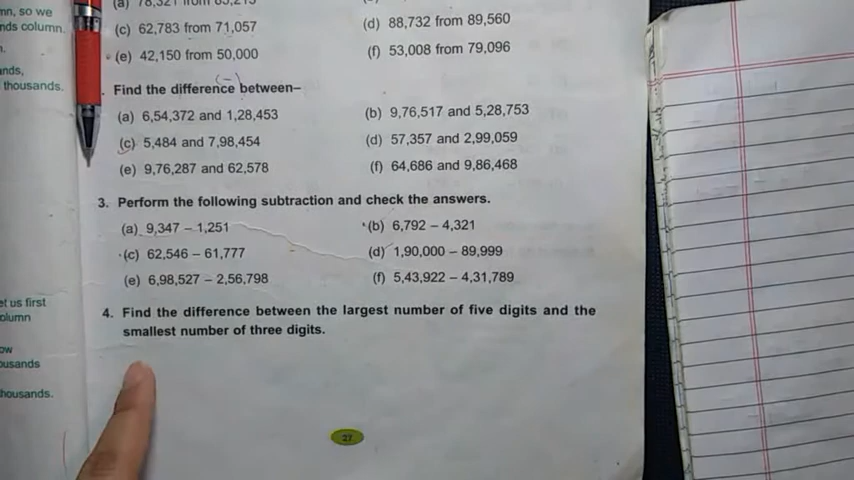 mn, so we
nds column.
ands,
thousands.
et us first
olumn
ow
ousands
housands.
(a) 78,321 from
(c) 62,783 from 71,057
(d) 88,732 from 89,560
(e) 42,150 from 50,000
(f) 53,008 from 79,096
(-)
Find the difference between–
(a) 6,54,372 and 1,28,453
(b) 9,76,517 and 5,28,753
(c) 5,484 and 7,98,454
(d) 57,357 and 2,99,059
(e) 9,76,287 and 62,578
(f) 64,686 and 9,86,468
3. Perform the following subtraction and check the answers.
(a) 9,347 – 1,251
(b) 6,792 – 4,321
(c) 62,546 – 61,777
(d) 1,90,000 – 89,999
(e) 6,98,527 – 2,56,798
(f) 5,43,922 – 4,31,789
4. Find the difference between the largest number of five digits and the
smallest number of three digits.
27